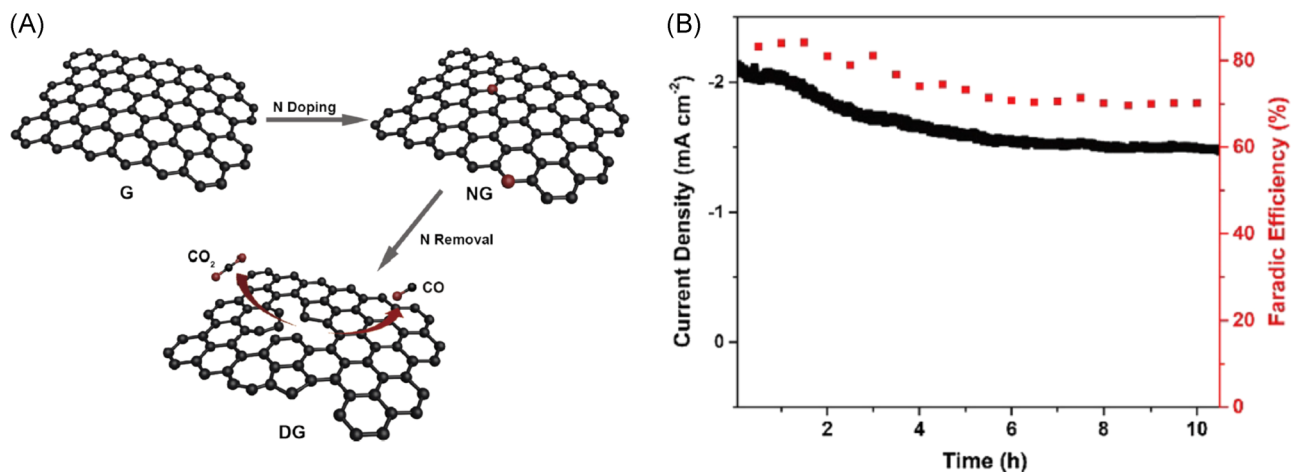 (A)
N Doping
G
NG
N Removal
CO₂
CO
DG
(B)
Current Density (mA cm⁻²)
-2
-1
0
2
4
6
8
10
Time (h)
80
60
40
20
0
Faradic Efficiency (%)